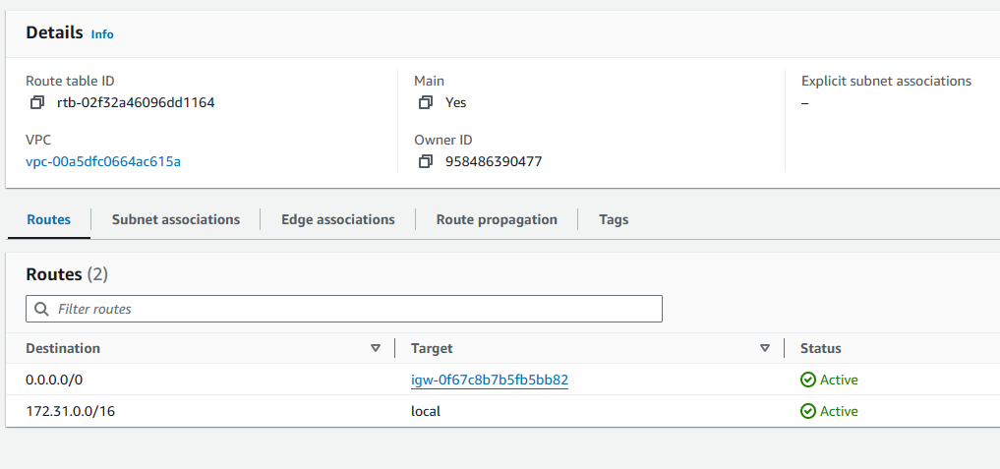 Details Info
Route table ID
rtb-02f32a46096dd1164
Main
Yes
Explicit subnet associations
–
VPC
vpc-00a5dfc0664ac615a
Owner ID
958486390477
Routes
Subnet associations
Edge associations
Route propagation
Tags
Routes (2)
Filter routes
Destination Target Status
0.0.0.0/0 igw-0f67c8b7b5fb5bb82 Active
172.31.0.0/16 local Active